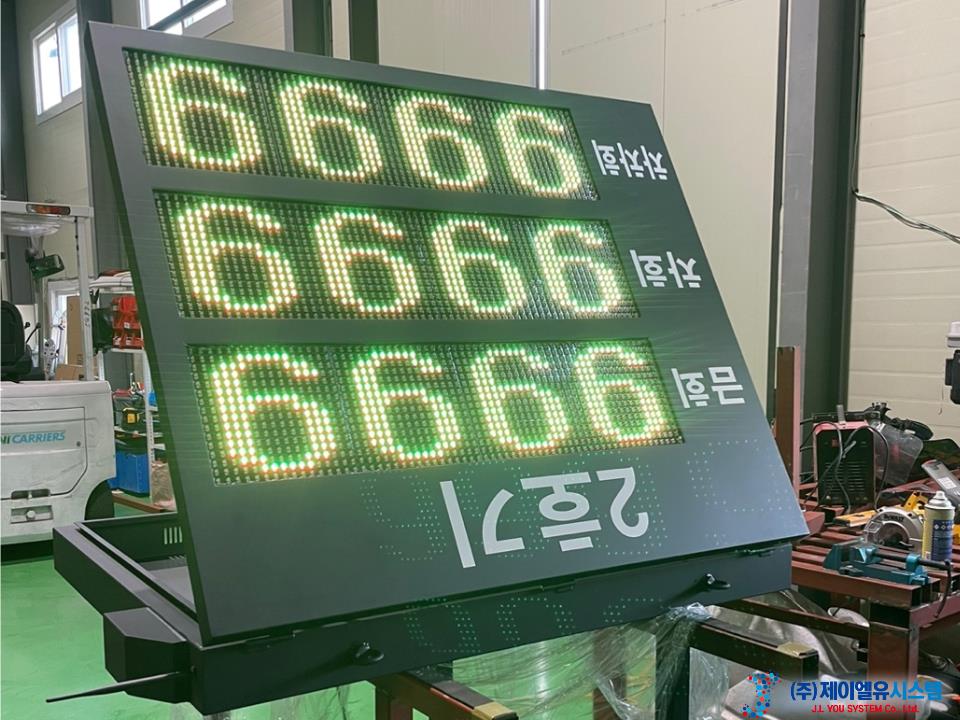 2호기
금회 9999
차회 9999
차차회 9999
CARRIERS
(주)제이엘유시스템
J.L YOU SYSTEM Co. Ltd.